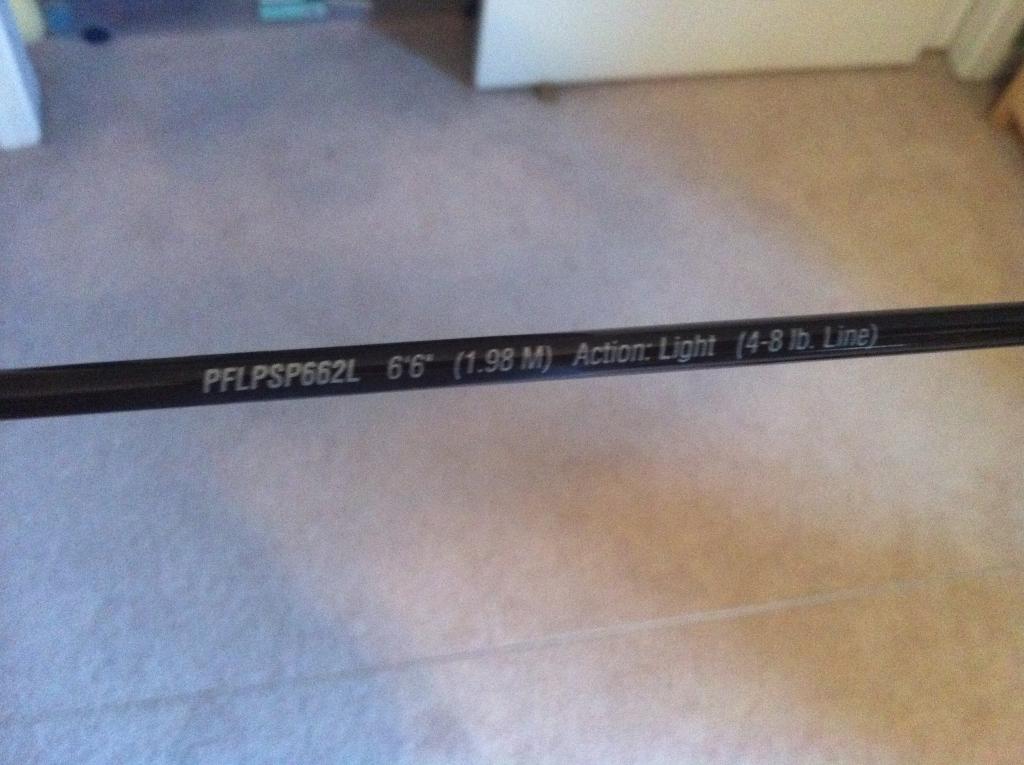 PFLPSP662L 6'6" (1.98 M) Action: Light (4-8 lb. Line)